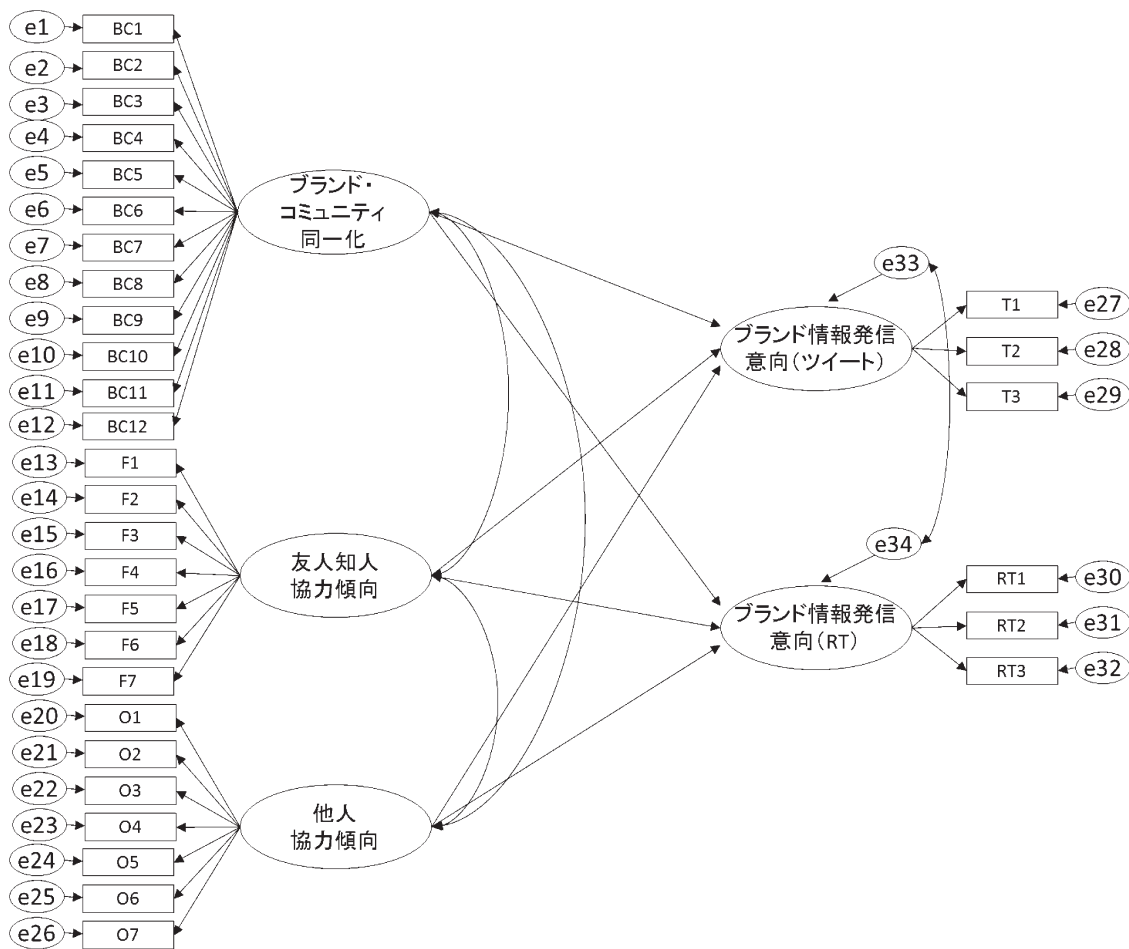 e1 BC1
e2 BC2
e3 BC3
e4 BC4
e5 BC5
e6 BC6
e7 BC7
e8 BC8
e9 BC9
e10 BC10
e11 BC11
e12 BC12
e13 F1
e14 F2
e15 F3
e16 F4
e17 F5
e18 F6
e19 F7
e20 O1
e21 O2
e22 O3
e23 O4
e24 O5
e25 O6
e26 O7
ブランド・
コミュニティ
同一化
友人知人
協力傾向
他人
協力傾向
e33
ブランド情報発信
意向(ツイート)
T1 e27
T2 e28
T3 e29
e34
ブランド情報発信
意向(RT)
RT1 e30
RT2 e31
RT3 e32